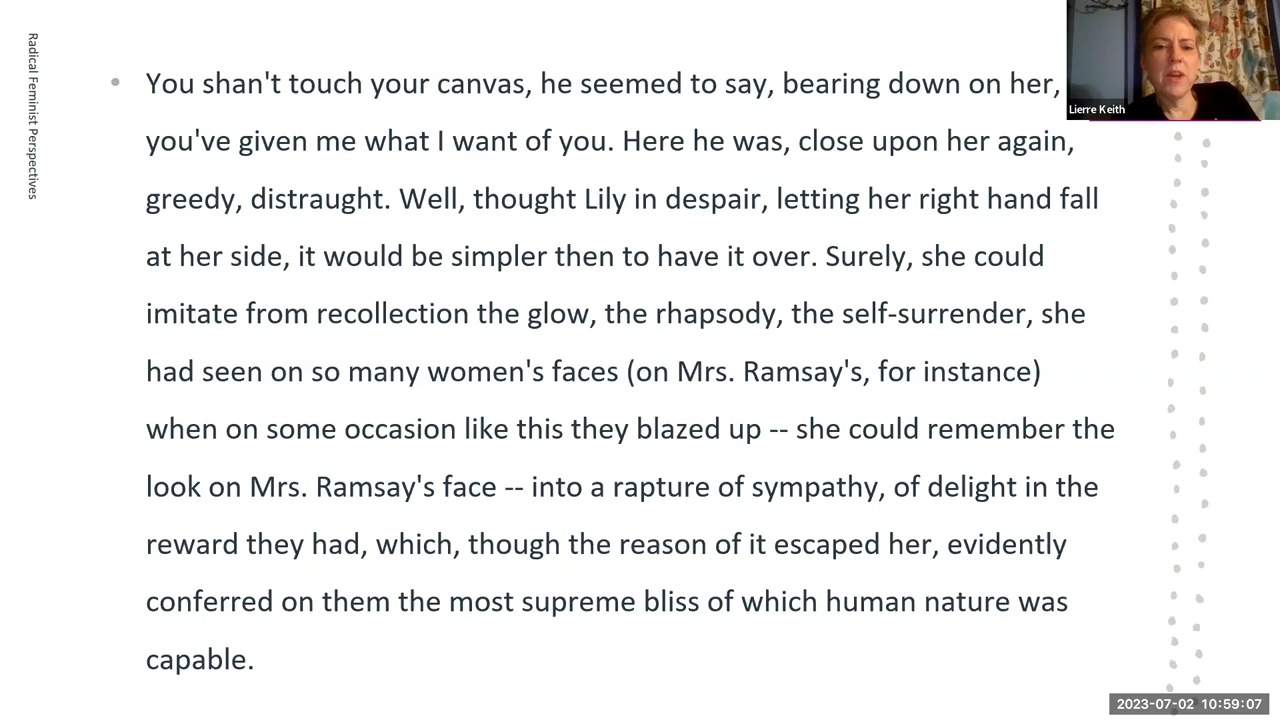 Radical Feminist Perspectives
You shan't touch your canvas, he seemed to say, bearing down on her,
you've given me what I want of you. Here he was, close upon her again,
greedy, distraught. Well, thought Lily in despair, letting her right hand fall
at her side, it would be simpler then to have it over. Surely, she could
imitate from recollection the glow, the rhapsody, the self-surrender, she
had seen on so many women's faces (on Mrs. Ramsay's, for instance)
when on some occasion like this they blazed up -- she could remember the
look on Mrs. Ramsay's face -- into a rapture of sympathy, of delight in the
reward they had, which, though the reason of it escaped her, evidently
conferred on them the most supreme bliss of which human nature was
capable.
Lierre Keith
2023-07-02 10:59:07